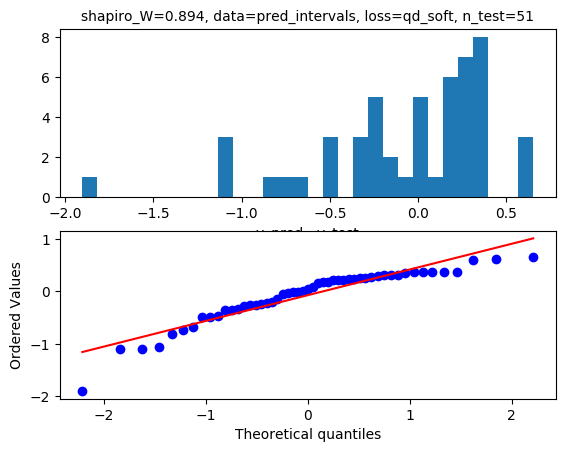 shapiro_W=0.894, data=pred_intervals, loss=qd_soft, n_test=51
8
6
4
2
0
−2.0 −1.5 −1.0 −0.5 0.0 0.5
1
0
−1
−2
Ordered Values
−2 −1 0 1 2
Theoretical quantiles